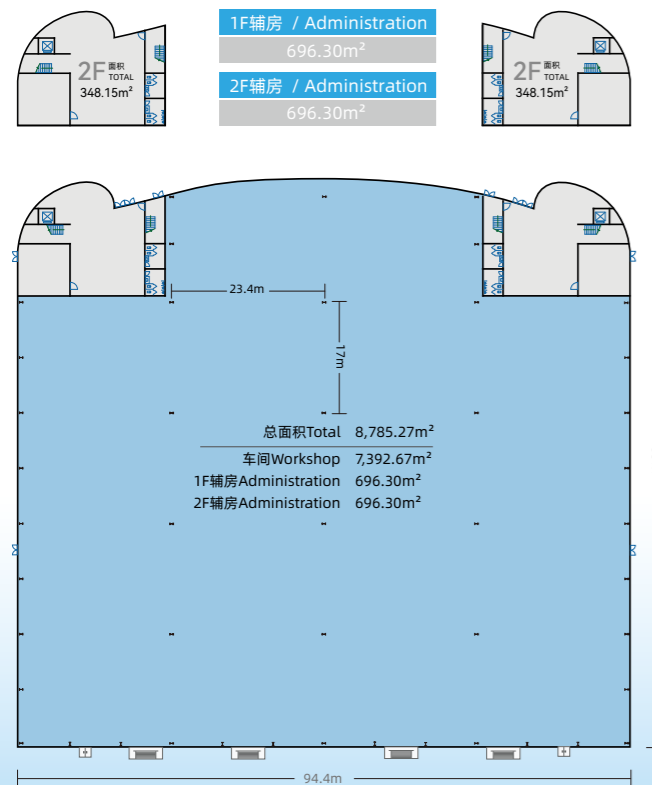 1F辅房 / Administration
696.30m²
2F辅房 / Administration
696.30m²
2F 面积 TOTAL
348.15m²
2F 面积 TOTAL
348.15m²
23.4m
17m
总面积Total 8,785.27m²
车间Workshop 7,392.67m²
1F辅房Administration 696.30m²
2F辅房Administration 696.30m²
94.4m